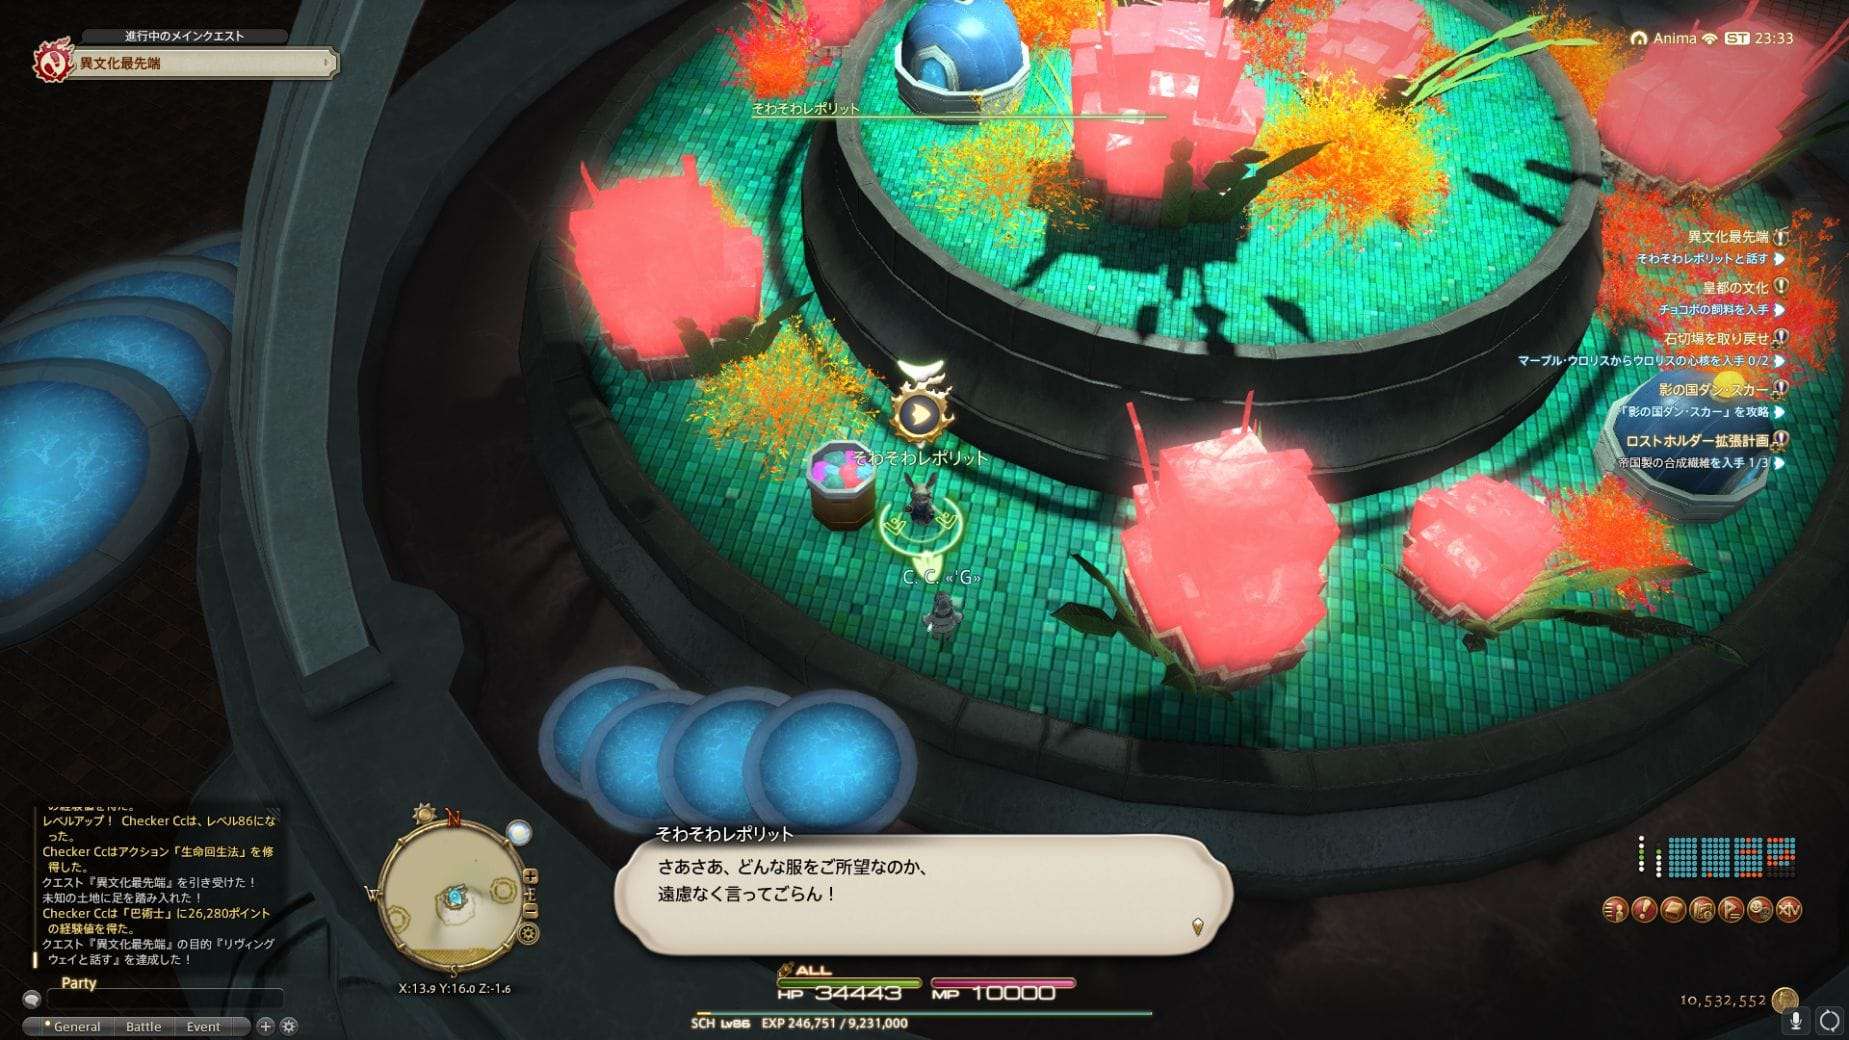 進行中のメインクエスト
異文化最先端
Anima ST 23:33
そわそわレポリット
異文化最先端
そわそわレポリットと話す
皇都の文化
チョコボの飼料を入手
石切場を取り戻せ
マーブル・ウロリスからウロリスの心核を入手 0/2
影の国ダン・スカー
「影の国ダン・スカー」を攻略
ロストホルダー拡張計画
帝国製の合成繊維を入手 1/3
そわそわレポリット
C. C. «'G»
の経験値を得た。
レベルアップ! Checker Ccは、レベル86にな
った。
Checker Ccはアクション「生命回生法」を修
得した。
クエスト『異文化最先端』を引き受けた!
未知の土地に足を踏み入れた!
Checker Ccは「巴術士」に26,280ポイント
の経験値を得た。
クエスト『異文化最先端』の目的『リヴィング
ウェイと話す』を達成した!
Party
General Battle Event
N
W
S
X:13.9 Y:16.0 Z:-1.6
そわそわレポリット
さあさあ、どんな服をご所望なのか、
遠慮なく言ってごらん!
ALL
HP 34443 MP 10000
SCH Lv86 EXP 246,751 / 9,231,000
XIV
10,532,552